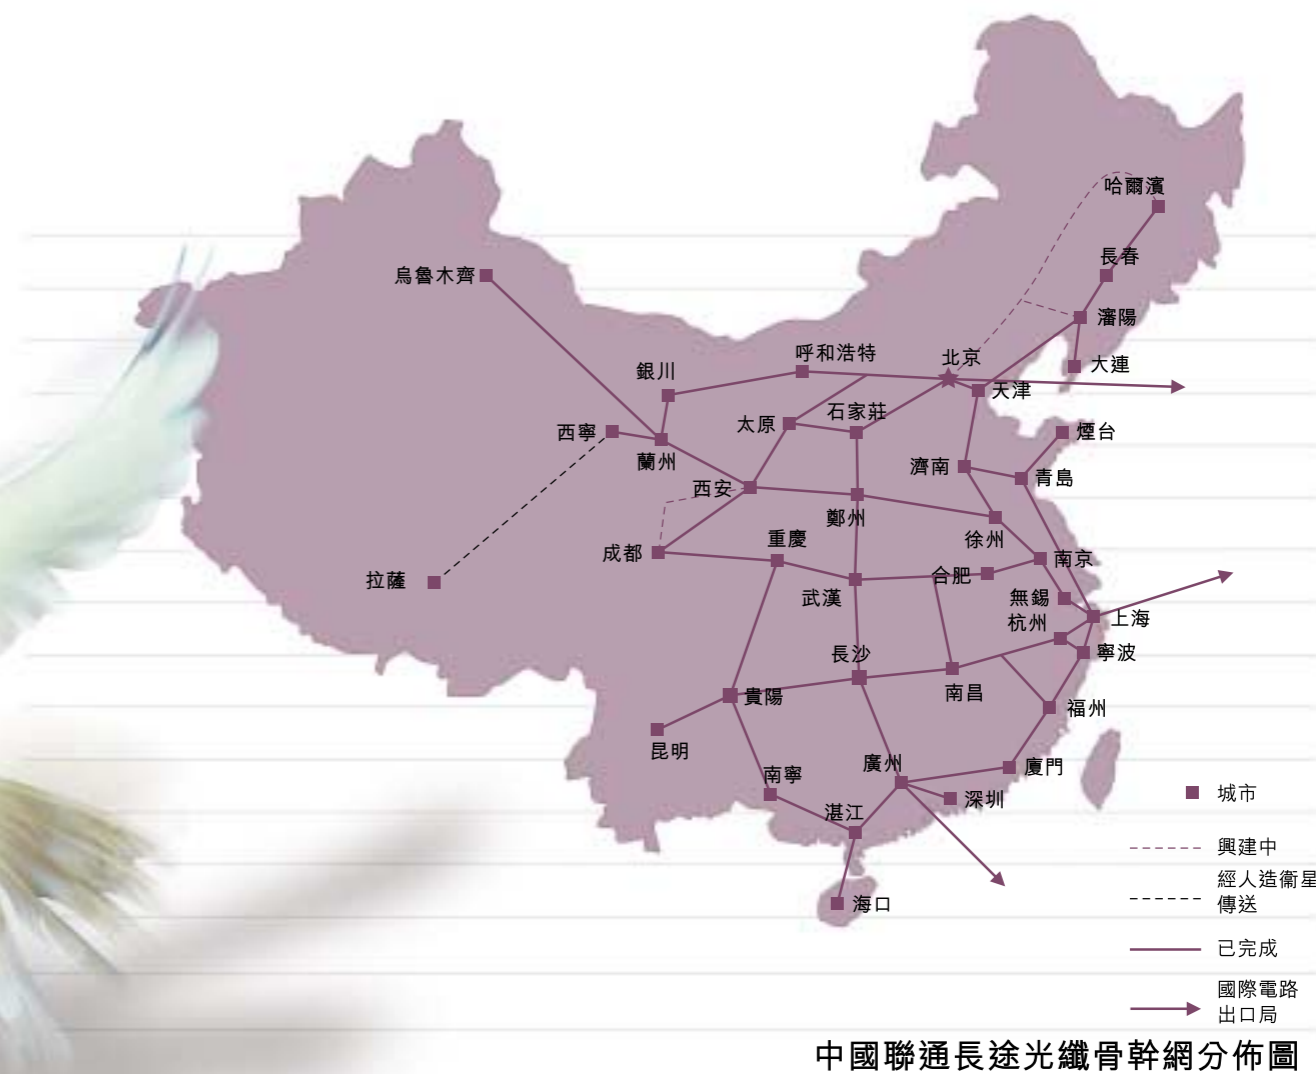 哈爾濱
長春
烏魯木齊
瀋陽
呼和浩特
北京
大連
銀川
天津
石家莊
太原
煙台
西寧
蘭州
濟南
青島
西安
鄭州
徐州
重慶
成都
南京
合肥
拉薩
武漢
無錫
杭州
上海
長沙
寧波
南昌
貴陽
福州
昆明
廣州
廈門
南寧
深圳
湛江
海口
城市
興建中
經人造衞星
傳送
已完成
國際電路
出口局
中國聯通長途光纖骨幹網分佈圖